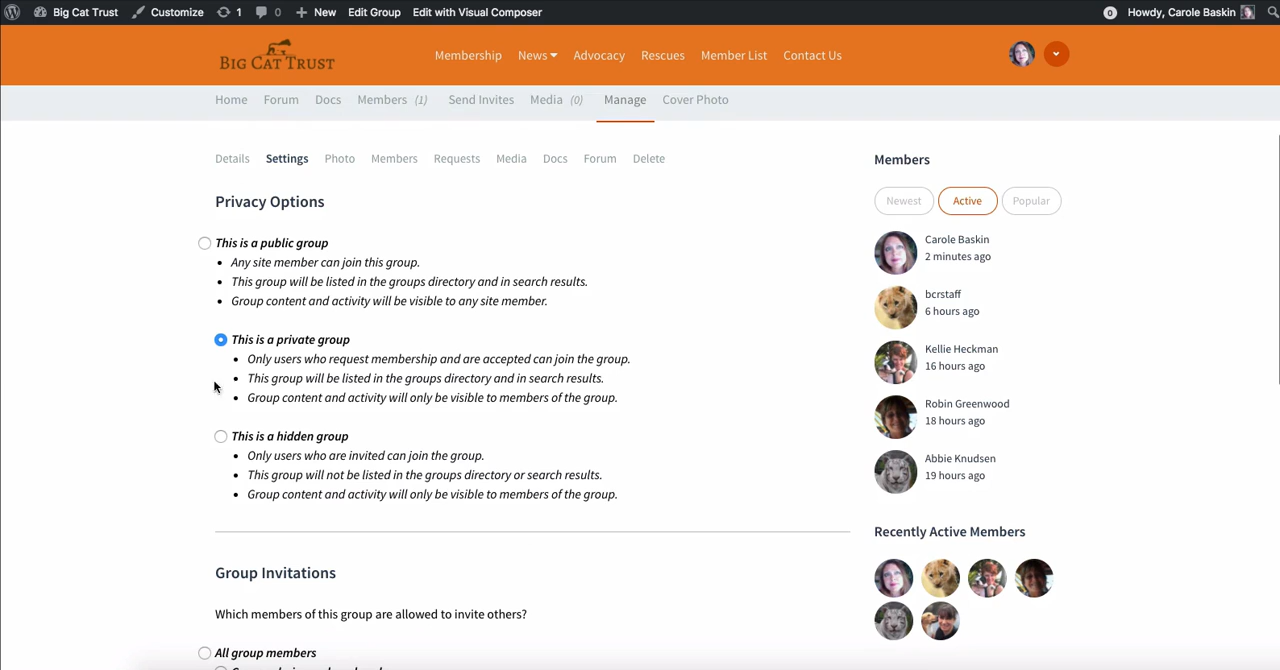 Big Cat Trust Customize 1 0 New Edit Group Edit with Visual Composer 0 Howdy, Carole Baskin
BIG CAT TRUST Membership News Advocacy Rescues Member List Contact Us
Home Forum Docs Members (1) Send Invites Media (0) Manage Cover Photo
Details Settings Photo Members Requests Media Docs Forum Delete
Privacy Options
This is a public group
Any site member can join this group.
This group will be listed in the groups directory and in search results.
Group content and activity will be visible to any site member.
This is a private group
Only users who request membership and are accepted can join the group.
This group will be listed in the groups directory and in search results.
Group content and activity will only be visible to members of the group.
This is a hidden group
Only users who are invited can join the group.
This group will not be listed in the groups directory or search results.
Group content and activity will only be visible to members of the group.
Group Invitations
Which members of this group are allowed to invite others?
All group members
Members
Newest Active Popular
Carole Baskin
2 minutes ago
bcrstaff
6 hours ago
Kellie Heckman
16 hours ago
Robin Greenwood
18 hours ago
Abbie Knudsen
19 hours ago
Recently Active Members